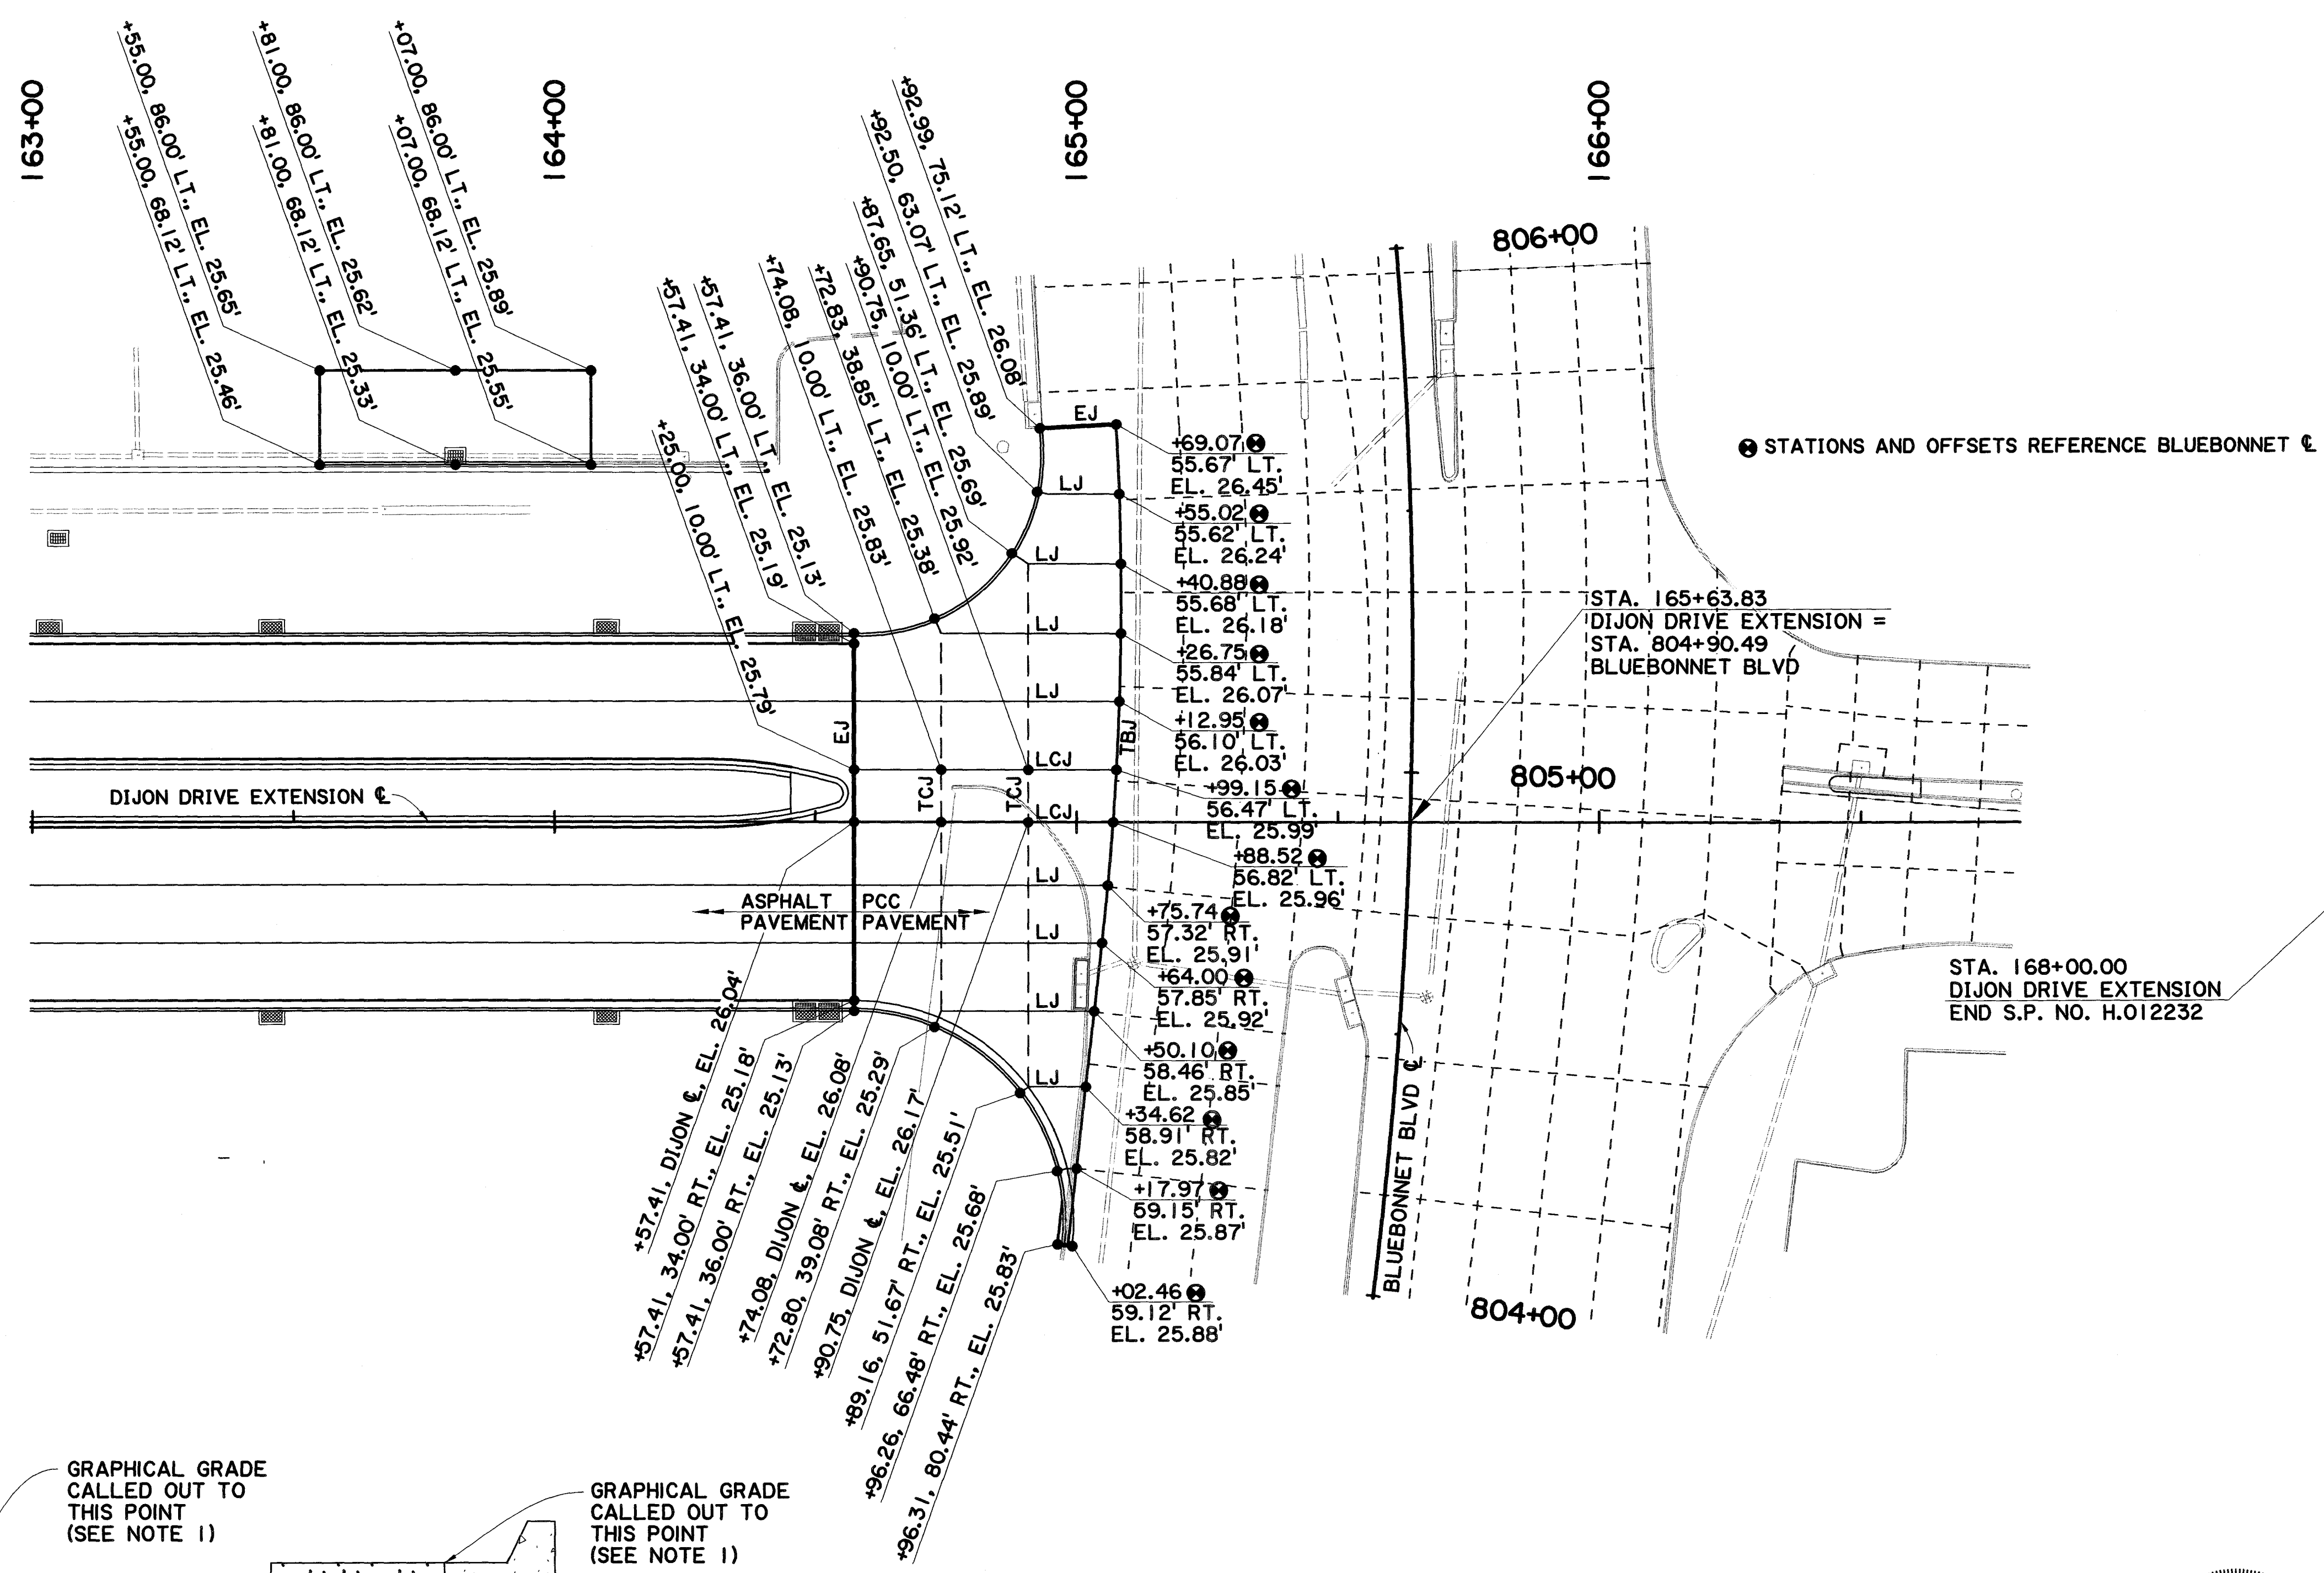 163+00
164+00
165+00
166+00
+55.00, 86.00' LT., EL. 25.65'
+55.00, 68.12' LT., EL. 25.46'
+81.00, 86.00' LT., EL. 25.62'
+81.00, 68.12' LT., EL. 25.33'
+07.00, 86.00' LT., EL. 25.89'
+07.00, 68.12' LT., EL. 25.55'
+92.99, 75.12' LT., EL. 26.08'
+92.50, 63.07' LT., EL. 25.89'
+87.65, 51.36' LT., EL. 25.69'
+90.75, 10.00' LT., EL. 25.92'
+72.83, 38.85' LT., EL. 25.38'
+74.08, 10.00' LT., EL. 25.83'
+57.41, 36.00' LT., EL. 25.13'
+57.41, 34.00' LT., EL. 25.19'
+25.00, 10.00' LT., EL. 25.79'
806+00
EJ
+69.07
55.67' LT.
EL. 26.45'
⊗ STATIONS AND OFFSETS REFERENCE BLUEBONNET ℄
LJ
+55.02
55.62' LT.
EL. 26.24'
LJ
+40.88
55.68' LT.
EL. 26.18'
STA. 165+63.83
DIJON DRIVE EXTENSION =
STA. 804+90.49
BLUEBONNET BLVD
LJ
+26.75
55.84' LT.
EL. 26.07'
LJ
+12.95
56.10' LT.
EL. 26.03'
EJ
TBJ
LCJ
805+00
TCJ
TCJ
+99.15
56.47' LT.
EL. 25.99'
DIJON DRIVE EXTENSION ℄
LCJ
+88.52
56.82' LT.
EL. 25.96'
LJ
ASPHALT PAVEMENT
PCC PAVEMENT
+75.74
57.32' RT.
EL. 25.91'
LJ
+64.00
57.85' RT.
EL. 25.92'
STA. 168+00.00
DIJON DRIVE EXTENSION
END S.P. NO. H.012232
LJ
+50.10
58.46' RT.
EL. 25.85'
LJ
+34.62
58.91' RT.
EL. 25.82'
BLUEBONNET BLVD ℄
+17.97
59.15' RT.
EL. 25.87'
+02.46
59.12' RT.
EL. 25.88'
804+00
+57.41, DIJON ℄, EL. 26.04'
+57.41, 34.00' RT., EL. 25.18'
+57.41, 36.00' RT., EL. 25.13'
+74.08, DIJON ℄, EL. 26.08'
+72.80, 39.08' RT., EL. 25.29'
+90.75, DIJON ℄, EL. 26.17'
+89.16, 51.67' RT., EL. 25.51'
+96.26, 66.48' RT., EL. 25.68'
+96.31, 80.44' RT., EL. 25.83'
GRAPHICAL GRADE
CALLED OUT TO
THIS POINT
(SEE NOTE 1)
GRAPHICAL GRADE
CALLED OUT TO
THIS POINT
(SEE NOTE 1)